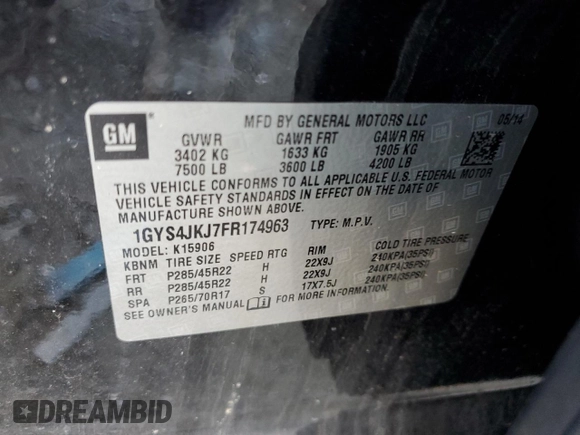 GM
MFD BY GENERAL MOTORS LLC 05/14
GVWR GAWR FRT GAWR RR
3402 KG 1633 KG 1905 KG
7500 LB 3600 LB 4200 LB
THIS VEHICLE CONFORMS TO ALL APPLICABLE U.S. FEDERAL MOTOR
VEHICLE SAFETY STANDARDS IN EFFECT ON THE DATE OF
MANUFACTURE SHOWN ABOVE.
1GYS4JKJ7FR174963 TYPE: M.P.V.
MODEL: K15906
KBNM TIRE SIZE SPEED RTG RIM COLD TIRE PRESSURE
FRT P285/45R22 H 22X9J 240KPA(35PSI)
RR P285/45R22 H 22X9J 240KPA(35PSI)
SPA P265/70R17 S 17X7.5J 240KPA(35PSI)
SEE OWNER'S MANUAL i FOR MORE INFORMATION.
DREAMBID